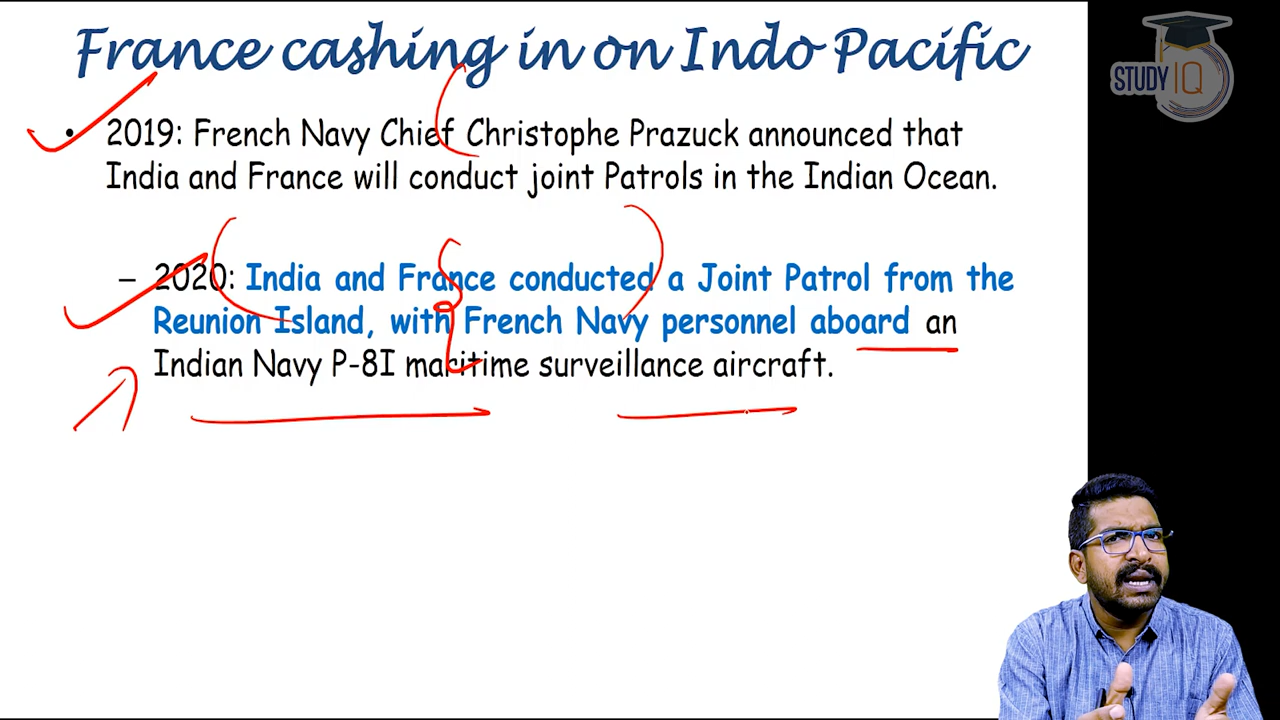 France cashing in on Indo Pacific
STUDY IQ
• 2019: French Navy Chief Christophe Prazuck announced that
India and France will conduct joint Patrols in the Indian Ocean.
– 2020: India and France conducted a Joint Patrol from the
Reunion Island, with French Navy personnel aboard an
Indian Navy P-8I maritime surveillance aircraft.